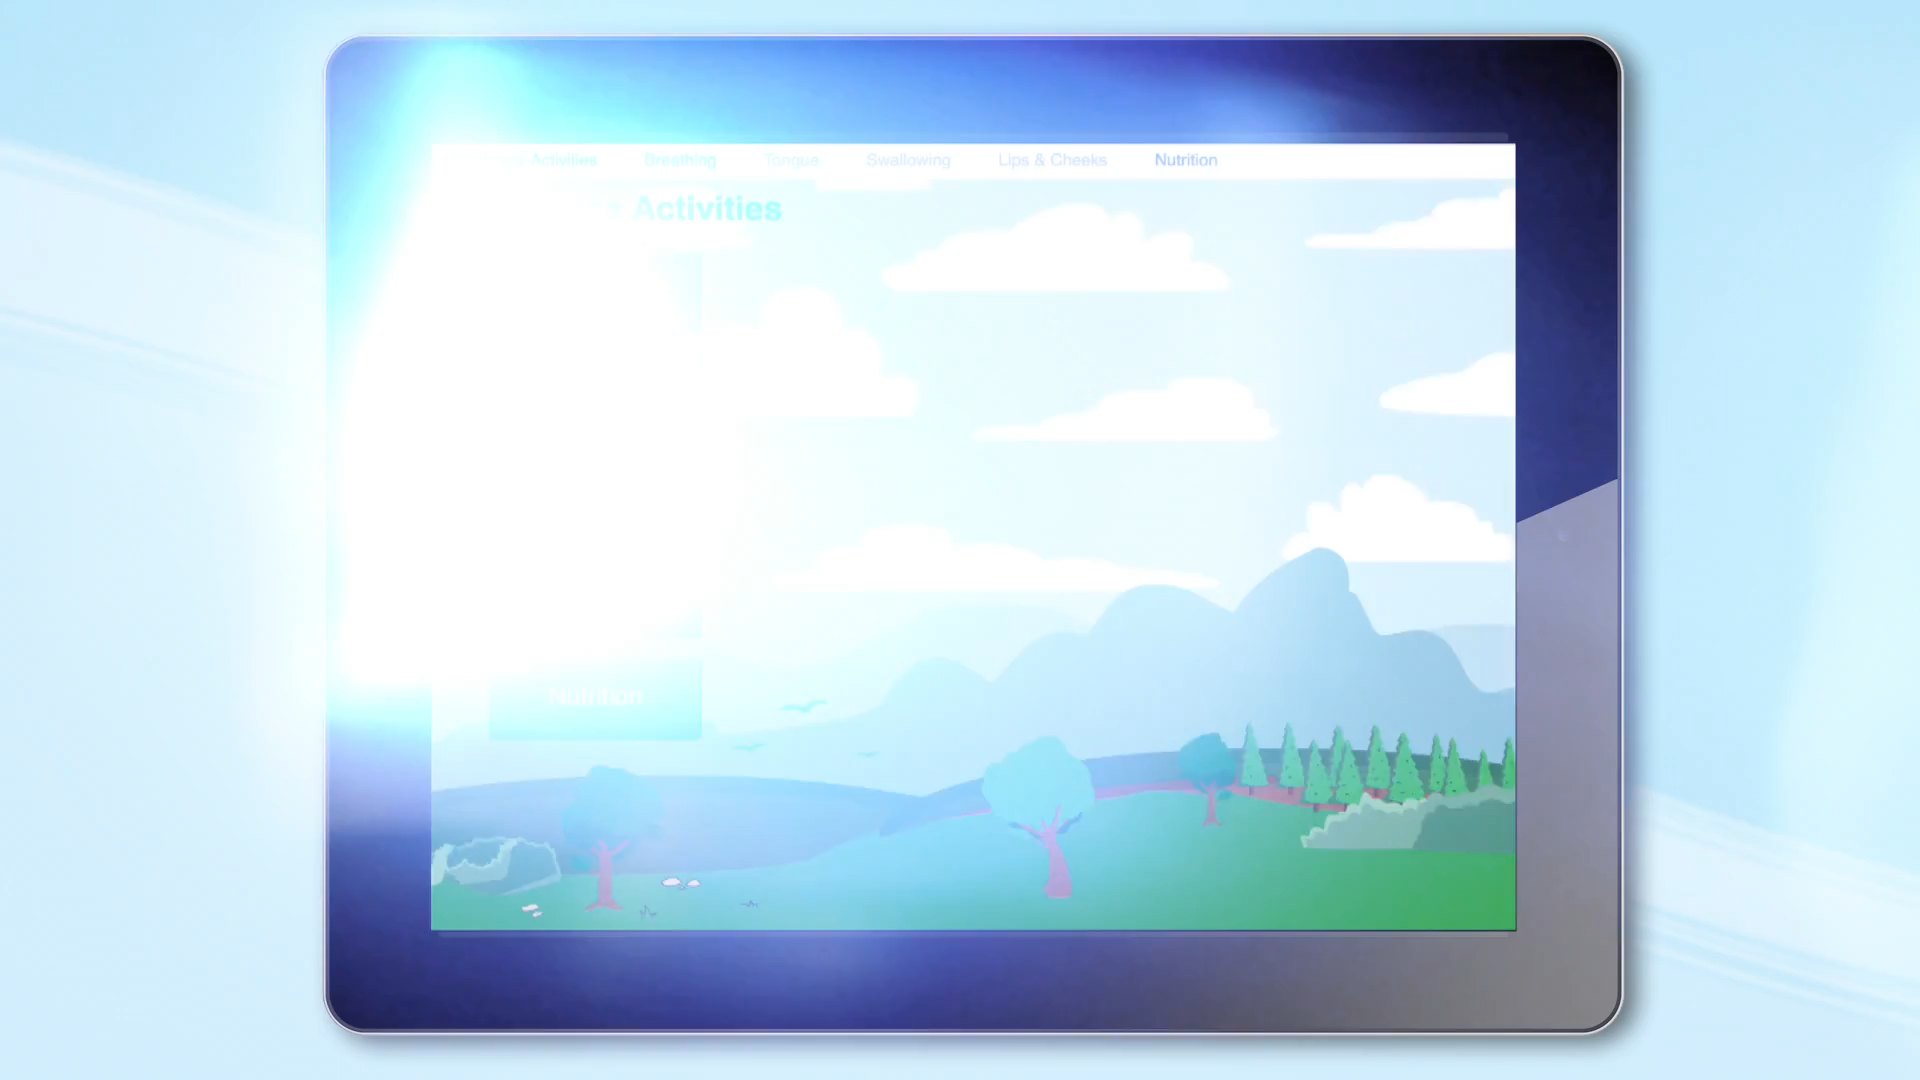 Activities Breathing Tongue Swallowing Lips & Cheeks Nutrition
Activities
Nutrition